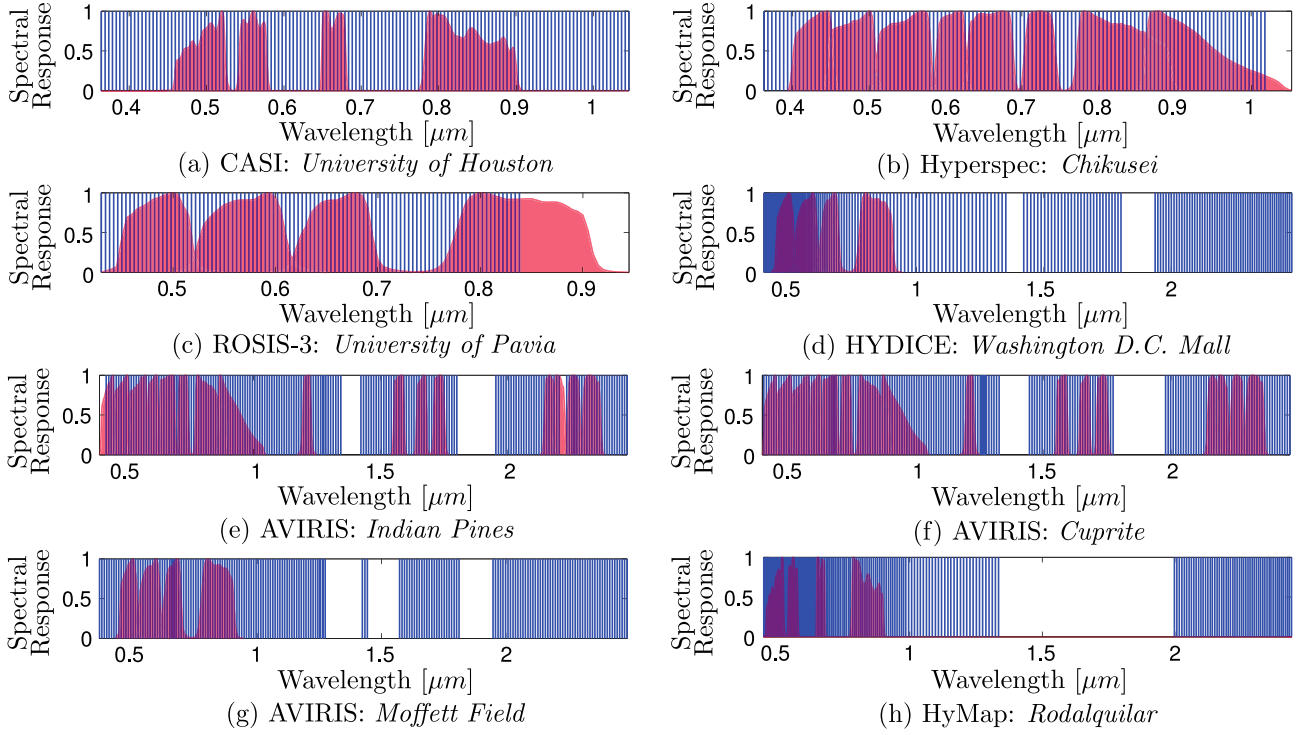 Spectral
Response
1
0.5
0
0.4 0.5 0.6 0.7 0.8 0.9 1
Wavelength [μm]
(a) CASI: University of Houston
Spectral
Response
1
0.5
0
0.4 0.5 0.6 0.7 0.8 0.9 1
Wavelength [μm]
(b) Hyperspec: Chikusei
Spectral
Response
1
0.5
0
0.5 0.6 0.7 0.8 0.9
Wavelength [μm]
(c) ROSIS-3: University of Pavia
Spectral
Response
1
0.5
0
0.5 1 1.5 2
Wavelength [μm]
(d) HYDICE: Washington D.C. Mall
Spectral
Response
1
0.5
0
0.5 1 1.5 2
Wavelength [μm]
(e) AVIRIS: Indian Pines
Spectral
Response
1
0.5
0
0.5 1 1.5 2
Wavelength [μm]
(f) AVIRIS: Cuprite
Spectral
Response
1
0.5
0
0.5 1 1.5 2
Wavelength [μm]
(g) AVIRIS: Moffett Field
Spectral
Response
1
0.5
0
0.5 1 1.5 2
Wavelength [μm]
(h) HyMap: Rodalquilar